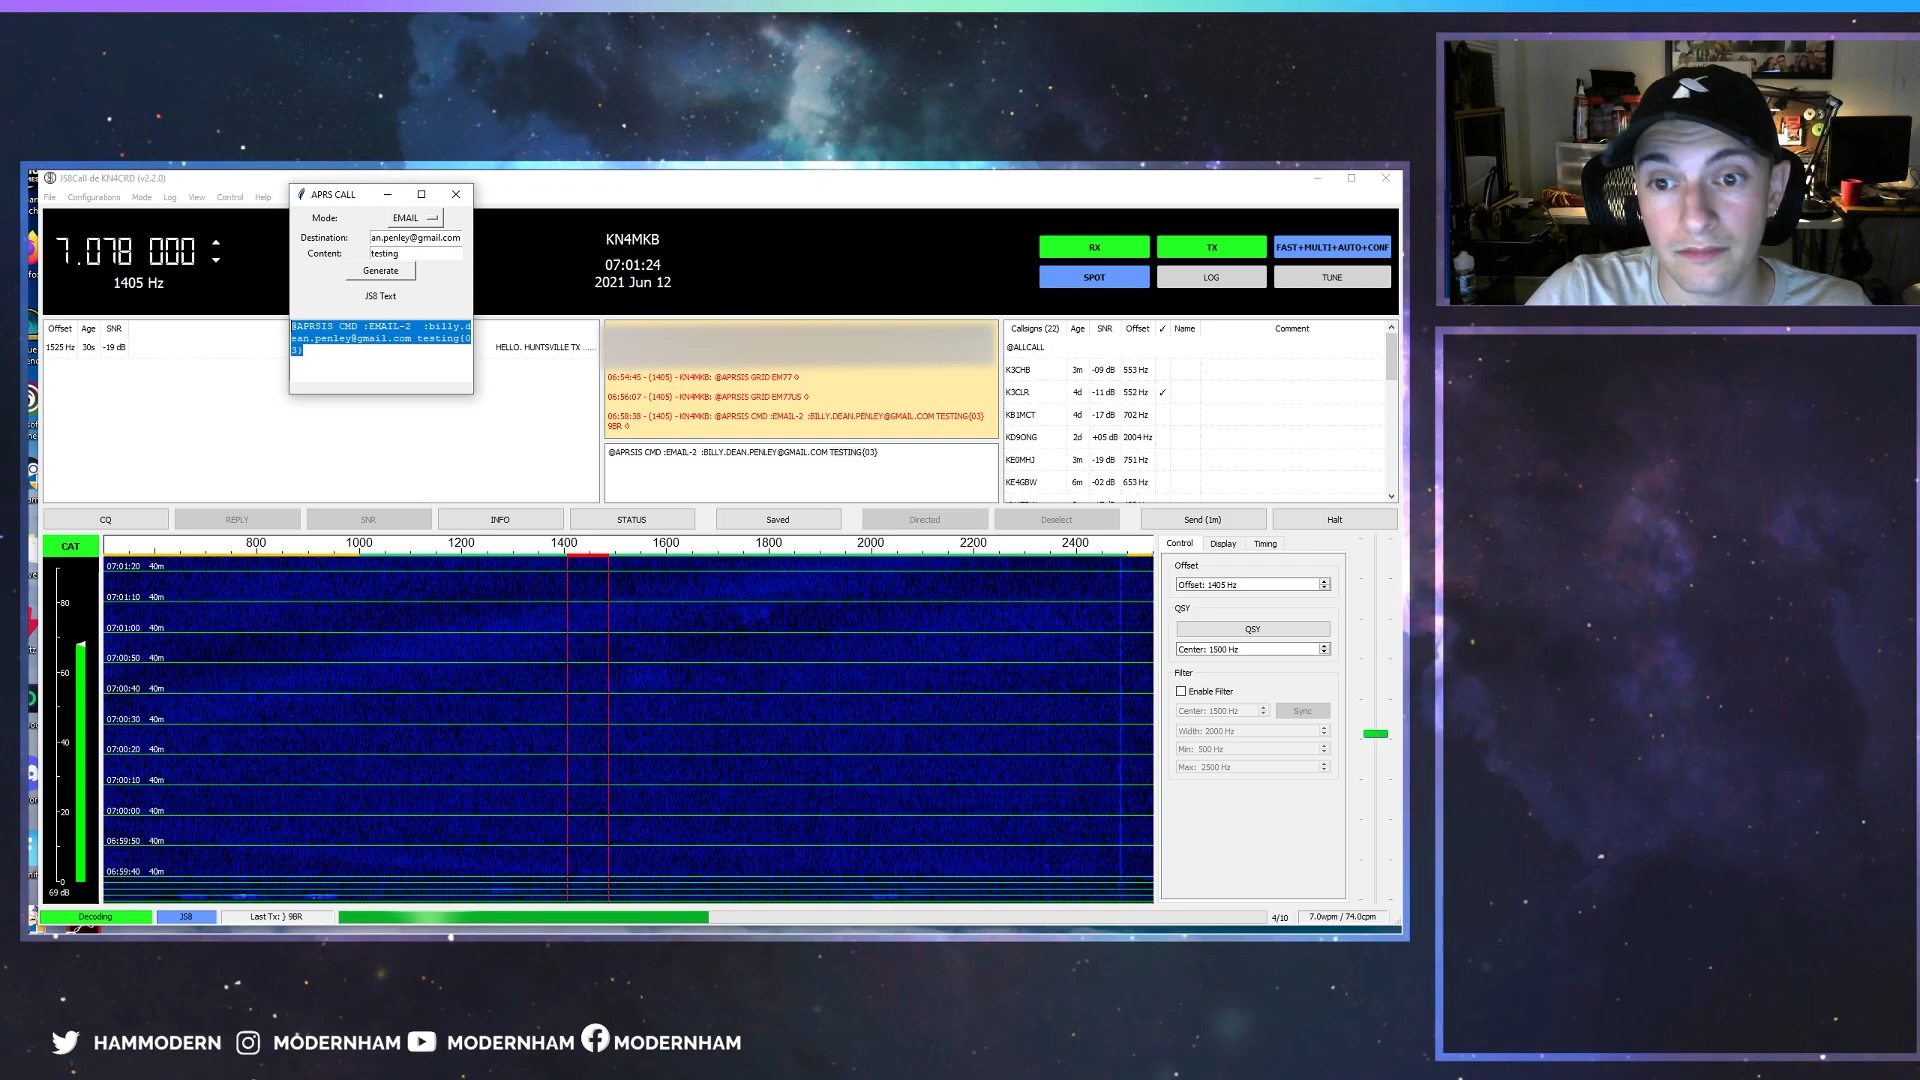 JS8Call de KN4CRD (v2.2.0)
File Configurations Mode Log View Control Help
APRS CALL
Mode: EMAIL
Destination: an.penley@gmail.com
Content: testing
Generate
JS8 Text
@APRSIS CMD :EMAIL-2  :billy.d
ean.penley@gmail.com testing{0
3}
7.078 000
1405 Hz
KN4MKB
07:01:24
2021 Jun 12
RX TX FAST+MULTI+AUTO+CONF
SPOT LOG TUNE
Offset Age SNR
1525 Hz 30s -19 dB HELLO. HUNTSVILLE TX ......
06:54:45 - (1405) - KN4MKB: @APRSIS GRID EM77 ◊
06:56:07 - (1405) - KN4MKB: @APRSIS GRID EM77US ◊
06:58:38 - (1405) - KN4MKB: @APRSIS CMD :EMAIL-2  :BILLY.DEAN.PENLEY@GMAIL.COM TESTING{03}
9BR ◊
@APRSIS CMD :EMAIL-2  :BILLY.DEAN.PENLEY@GMAIL.COM TESTING{03}
Callsigns (22) Age SNR Offset ✓ Name Comment
@ALLCALL
K3CHB 3m -09 dB 553 Hz
K3CLR 4d -11 dB 552 Hz ✓
KB1MCT 4d -17 dB 702 Hz
KD9ONG 2d +05 dB 2004 Hz
KE0MHJ 3m -19 dB 751 Hz
KE4GBW 6m -02 dB 653 Hz
CQ REPLY SNR INFO STATUS Saved Directed Deselect Send (1m) Halt
CAT
800 1000 1200 1400 1600 1800 2000 2200 2400
07:01:20 40m
07:01:10 40m
07:01:00 40m
07:00:50 40m
07:00:40 40m
07:00:30 40m
07:00:20 40m
07:00:10 40m
07:00:00 40m
06:59:50 40m
06:59:40 40m
80
60
40
20
0
69 dB
Control Display Timing
Offset
Offset: 1405 Hz
QSY
QSY
Center: 1500 Hz
Filter
Enable Filter
Center: 1500 Hz Sync
Width: 2000 Hz
Min: 500 Hz
Max: 2500 Hz
Decoding JS8 Last Tx: } 9BR 4/10 7.0wpm / 74.0cpm
HAMMODERN MODERNHAM MODERNHAM MODERNHAM